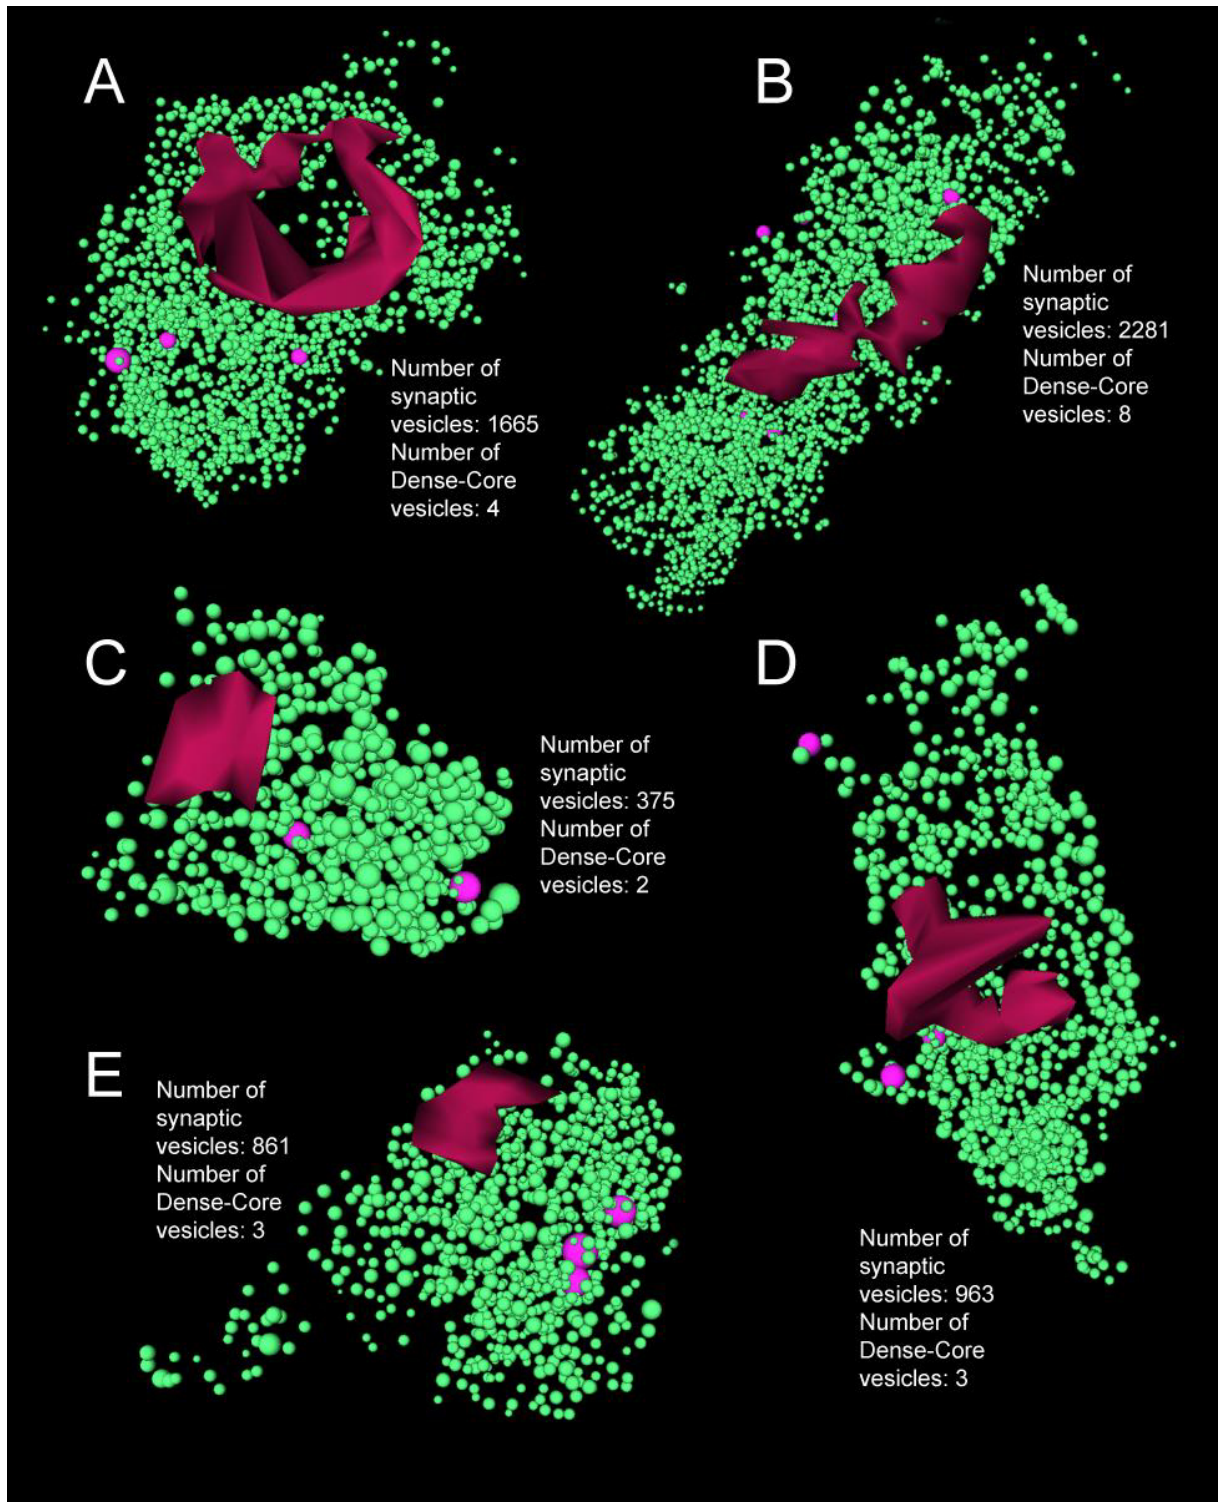 A
Number of
synaptic
vesicles: 1665
Number of
Dense-Core
vesicles: 4
B
Number of
synaptic
vesicles: 2281
Number of
Dense-Core
vesicles: 8
C
Number of
synaptic
vesicles: 375
Number of
Dense-Core
vesicles: 2
D
Number of
synaptic
vesicles: 963
Number of
Dense-Core
vesicles: 3
E
Number of
synaptic
vesicles: 861
Number of
Dense-Core
vesicles: 3